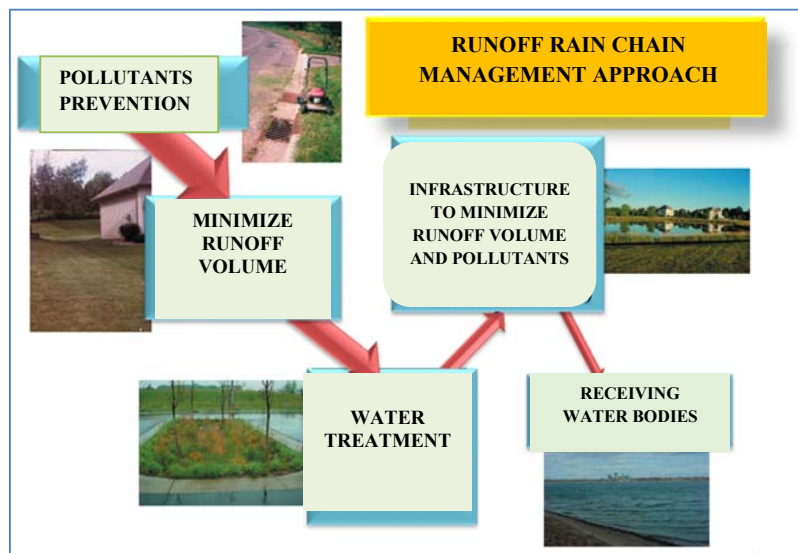 RUNOFF RAIN CHAIN
MANAGEMENT APPROACH
POLLUTANTS
PREVENTION
MINIMIZE
RUNOFF
VOLUME
WATER
TREATMENT
INFRASTRUCTURE
TO MINIMIZE
RUNOFF VOLUME
AND POLLUTANTS
RECEIVING
WATER BODIES